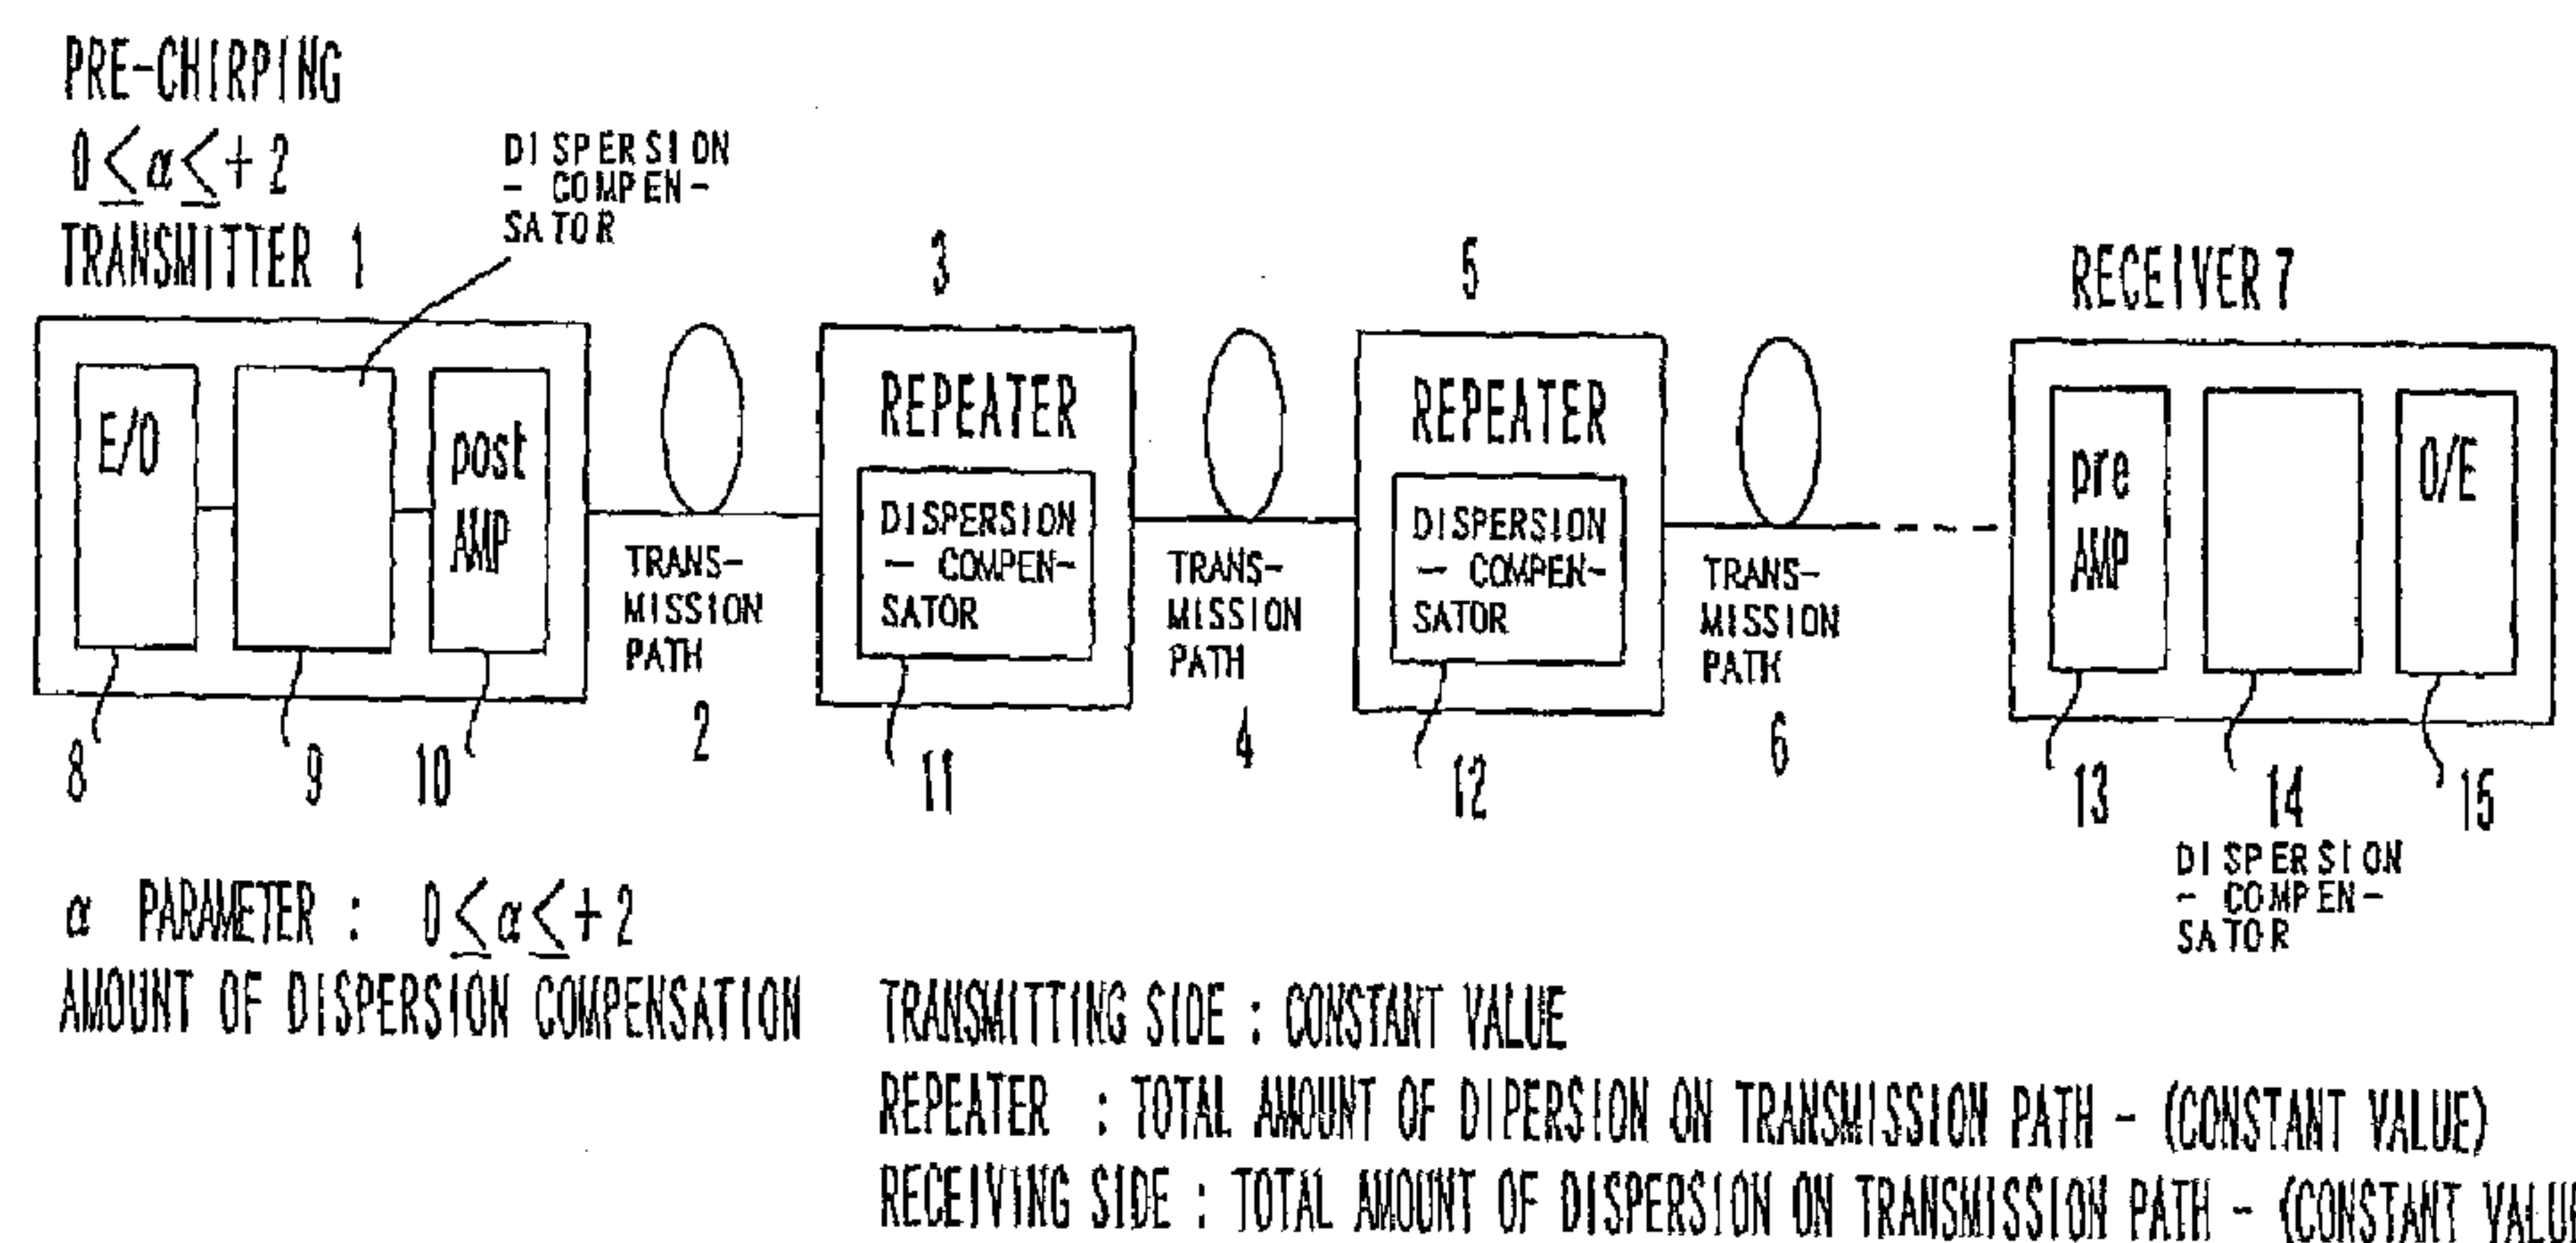 PRE-CHIRPING
0≤α≤+2
TRANSMITTER 1
DISPERSION
- COMPEN-
SATOR
3
5
RECEIVER 7
E/O
post
AMP
TRANS-
MISSION
PATH
2
REPEATER
DISPERSION
- COMPEN-
SATOR
TRANS-
MISSION
PATH
4
REPEATER
DISPERSION
- COMPEN-
SATOR
TRANS-
MISSION
PATH
6
pre
AMP
O/E
8
9
10
11
12
13
14
15
DISPERSION
- COMPEN-
SATOR
α PARAMETER : 0≤α≤+2
AMOUNT OF DISPERSION COMPENSATION
TRANSMITTING SIDE : CONSTANT VALUE
REPEATER : TOTAL AMOUNT OF DIPERSION ON TRANSMISSION PATH - (CONSTANT VALUE)
RECEIVING SIDE : TOTAL AMOUNT OF DISPERSION ON TRANSMISSION PATH - (CONSTANT